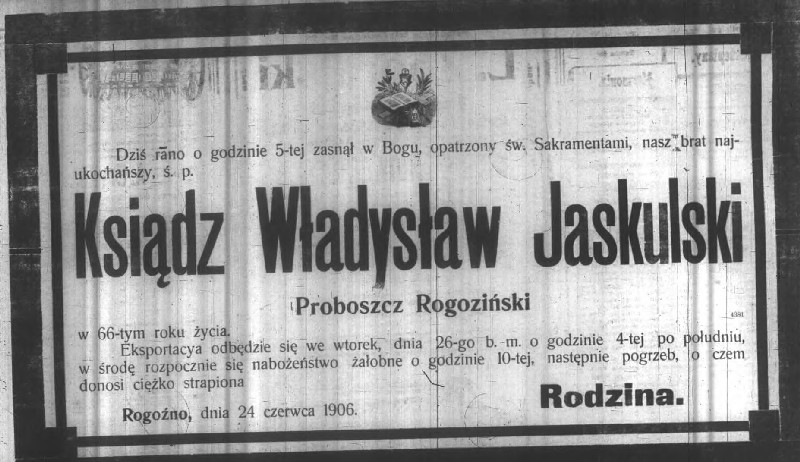 Dziś rano o godzinie 5-tej zasnął w Bogu, opatrzony św. Sakramentami, nasz brat naj-
ukochańszy, ś. p.
Ksiądz Władysław Jaskulski
Proboszcz Rogoziński
4381
w 66-tym roku życia.
Eksportacya odbędzie się we wtorek, dnia 26-go b. m. o godzinie 4-tej po południu,
w środę rozpocznie się nabożeństwo żałobne o godzinie 10-tej, następnie pogrzeb, o czem
donosi ciężko strapiona
Rodzina.
Rogoźno, dnia 24 czerwca 1906.